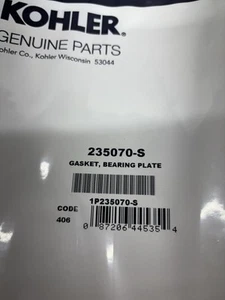 KOHLER®
GENUINE PARTS
Kohler Co., Kohler Wisconsin 53044
235070-S
GASKET, BEARING PLATE
1P235070-S
CODE
406
0 87206 44535 4